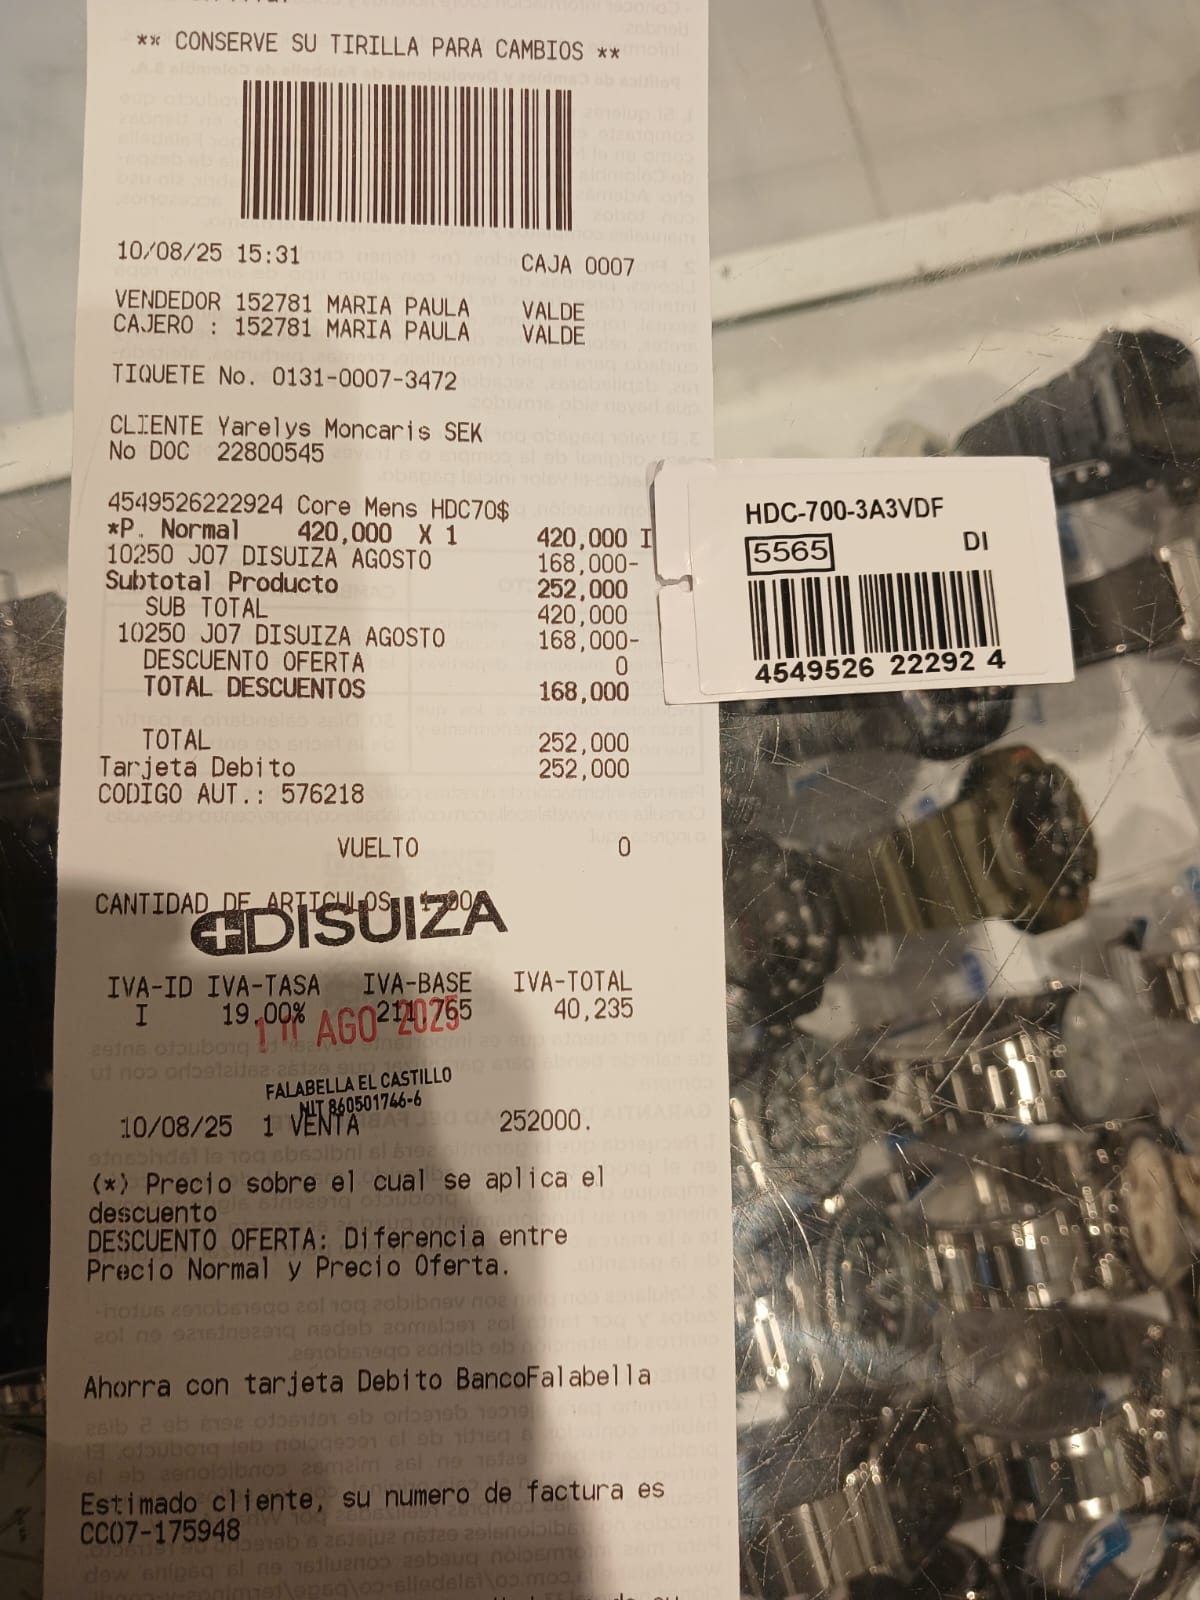 ** CONSERVE SU TIRILLA PARA CAMBIOS **
10/08/25 15:31 CAJA 0007
VENDEDOR 152781 MARIA PAULA VALDE
CAJERO : 152781 MARIA PAULA VALDE
TIQUETE No. 0131-0007-3472
CLIENTE Yarelys Moncaris SEK
No DOC 22800545
4549526222924 Core Mens HDC70$
*P. Normal 420,000 X 1 420,000 I
10250 J07 DISUIZA AGOSTO 168,000-
Subtotal Producto 252,000
SUB TOTAL 420,000
10250 J07 DISUIZA AGOSTO 168,000-
DESCUENTO OFERTA 0
TOTAL DESCUENTOS 168,000
TOTAL 252,000
Tarjeta Debito 252,000
CODIGO AUT.: 576218
VUELTO 0
CANTIDAD DE ARTICULOS
DISUIZA
IVA-ID IVA-TASA IVA-BASE IVA-TOTAL
I 19.00% 211,765 40,235
10 AGO 2025
FALABELLA EL CASTILLO
NIT 860501746-6
10/08/25 1 VENTA 252000.
(*) Precio sobre el cual se aplica el
descuento
DESCUENTO OFERTA: Diferencia entre
Precio Normal y Precio Oferta.
Ahorra con tarjeta Debito BancoFalabella
Estimado cliente, su numero de factura es
CC07-175948
HDC-700-3A3VDF
5565 DI
4549526 22292 4